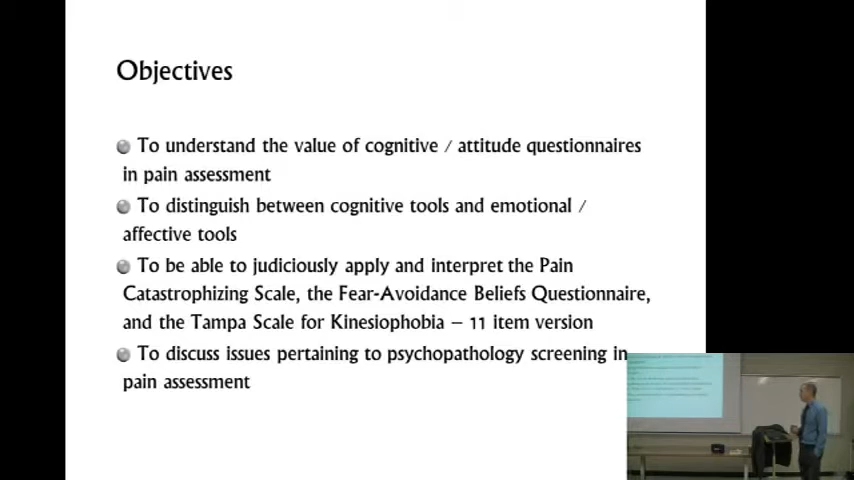 Objectives
To understand the value of cognitive / attitude questionnaires
in pain assessment
To distinguish between cognitive tools and emotional /
affective tools
To be able to judiciously apply and interpret the Pain
Catastrophizing Scale, the Fear-Avoidance Beliefs Questionnaire,
and the Tampa Scale for Kinesiophobia – 11 item version
To discuss issues pertaining to psychopathology screening in
pain assessment